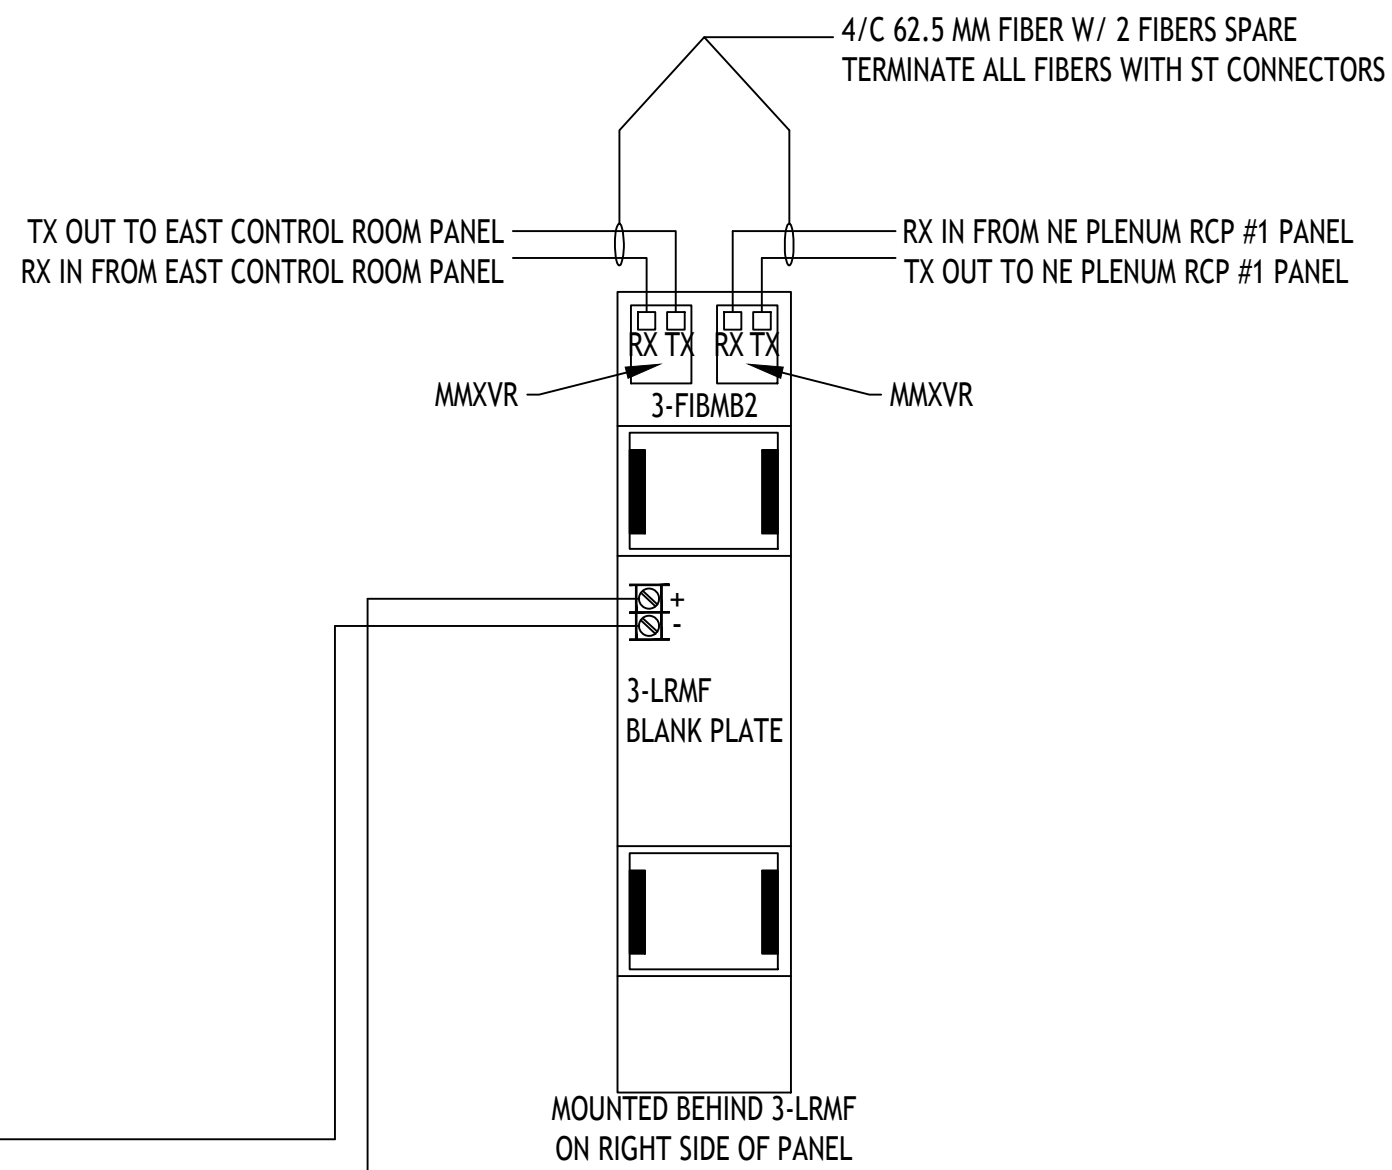 4/C 62.5 MM FIBER W/ 2 FIBERS SPARE
TERMINATE ALL FIBERS WITH ST CONNECTORS
TX OUT TO EAST CONTROL ROOM PANEL
RX IN FROM EAST CONTROL ROOM PANEL
RX IN FROM NE PLENUM RCP #1 PANEL
TX OUT TO NE PLENUM RCP #1 PANEL
RX TX
RX TX
MMXVR
MMXVR
3-FIBMB2
+
-
3-LRMF
BLANK PLATE
MOUNTED BEHIND 3-LRMF
ON RIGHT SIDE OF PANEL